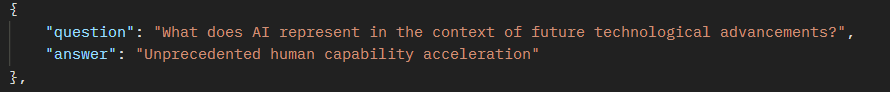 {
"question": "What does AI represent in the context of future technological advancements?",
"answer": "Unprecedented human capability acceleration"
},